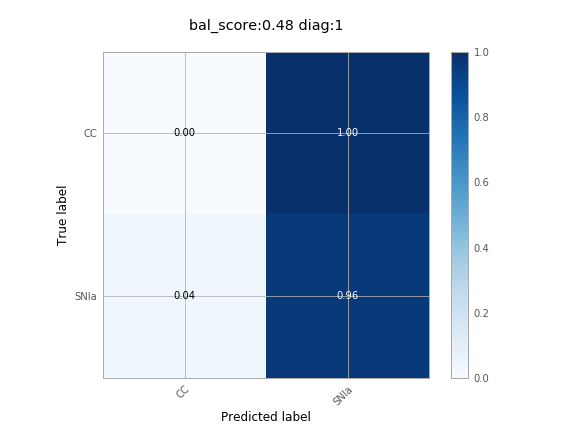 bal_score:0.48 diag:1
1.0
0.8
0.6
0.4
0.2
0.0
CC
0.00
1.00
True label
SNIa
0.04
0.96
CC
SNIa
Predicted label